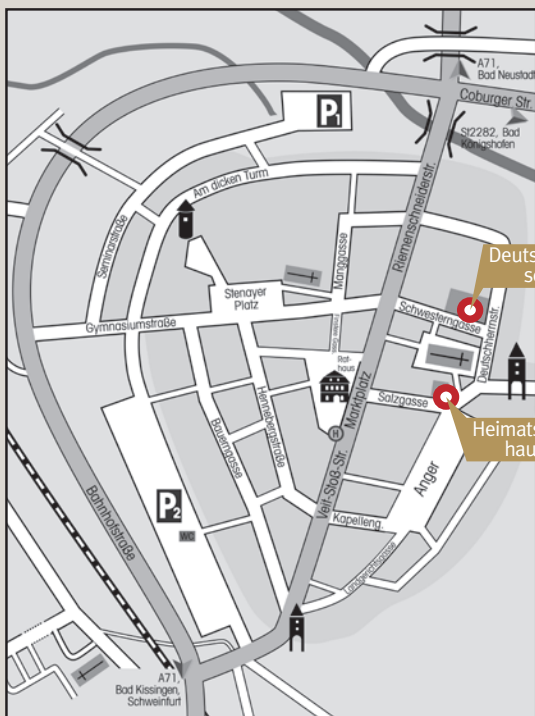 A71,
Bad Neustadt
Coburger Str.
St2282, Bad
Königshofen
P1
Am dicken Turm
Seminarstraße
Manggasse
Riemenschneiderstr.
Deuts
Stenayer
Platz
Schwesterngasse
Gymnasiumstraße
Deutschherrnstr.
Rat-
haus
Marktplatz
Salzgasse
Hennebergstraße
Bauerngasse
H
Heimats
hau
Anger
Veit-Stoß-Str.
P2
WC
Kapelleng.
Bahnhofstraße
Landgerichtsgasse
A71,
Bad Kissingen,
Schweinfurt